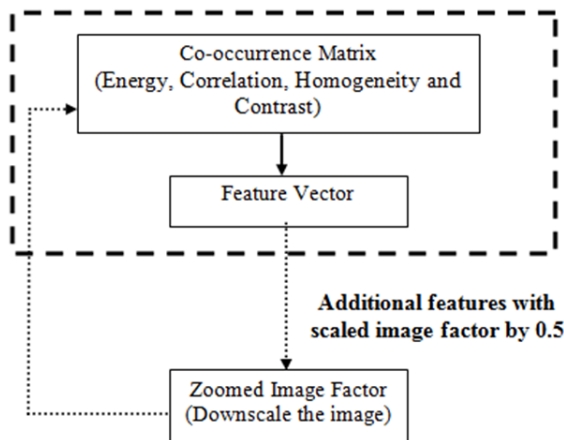 Co-occurrence Matrix
(Energy, Correlation, Homogeneity and
Contrast)
Feature Vector
Additional features with
scaled image factor by 0.5
Zoomed Image Factor
(Downscale the image)